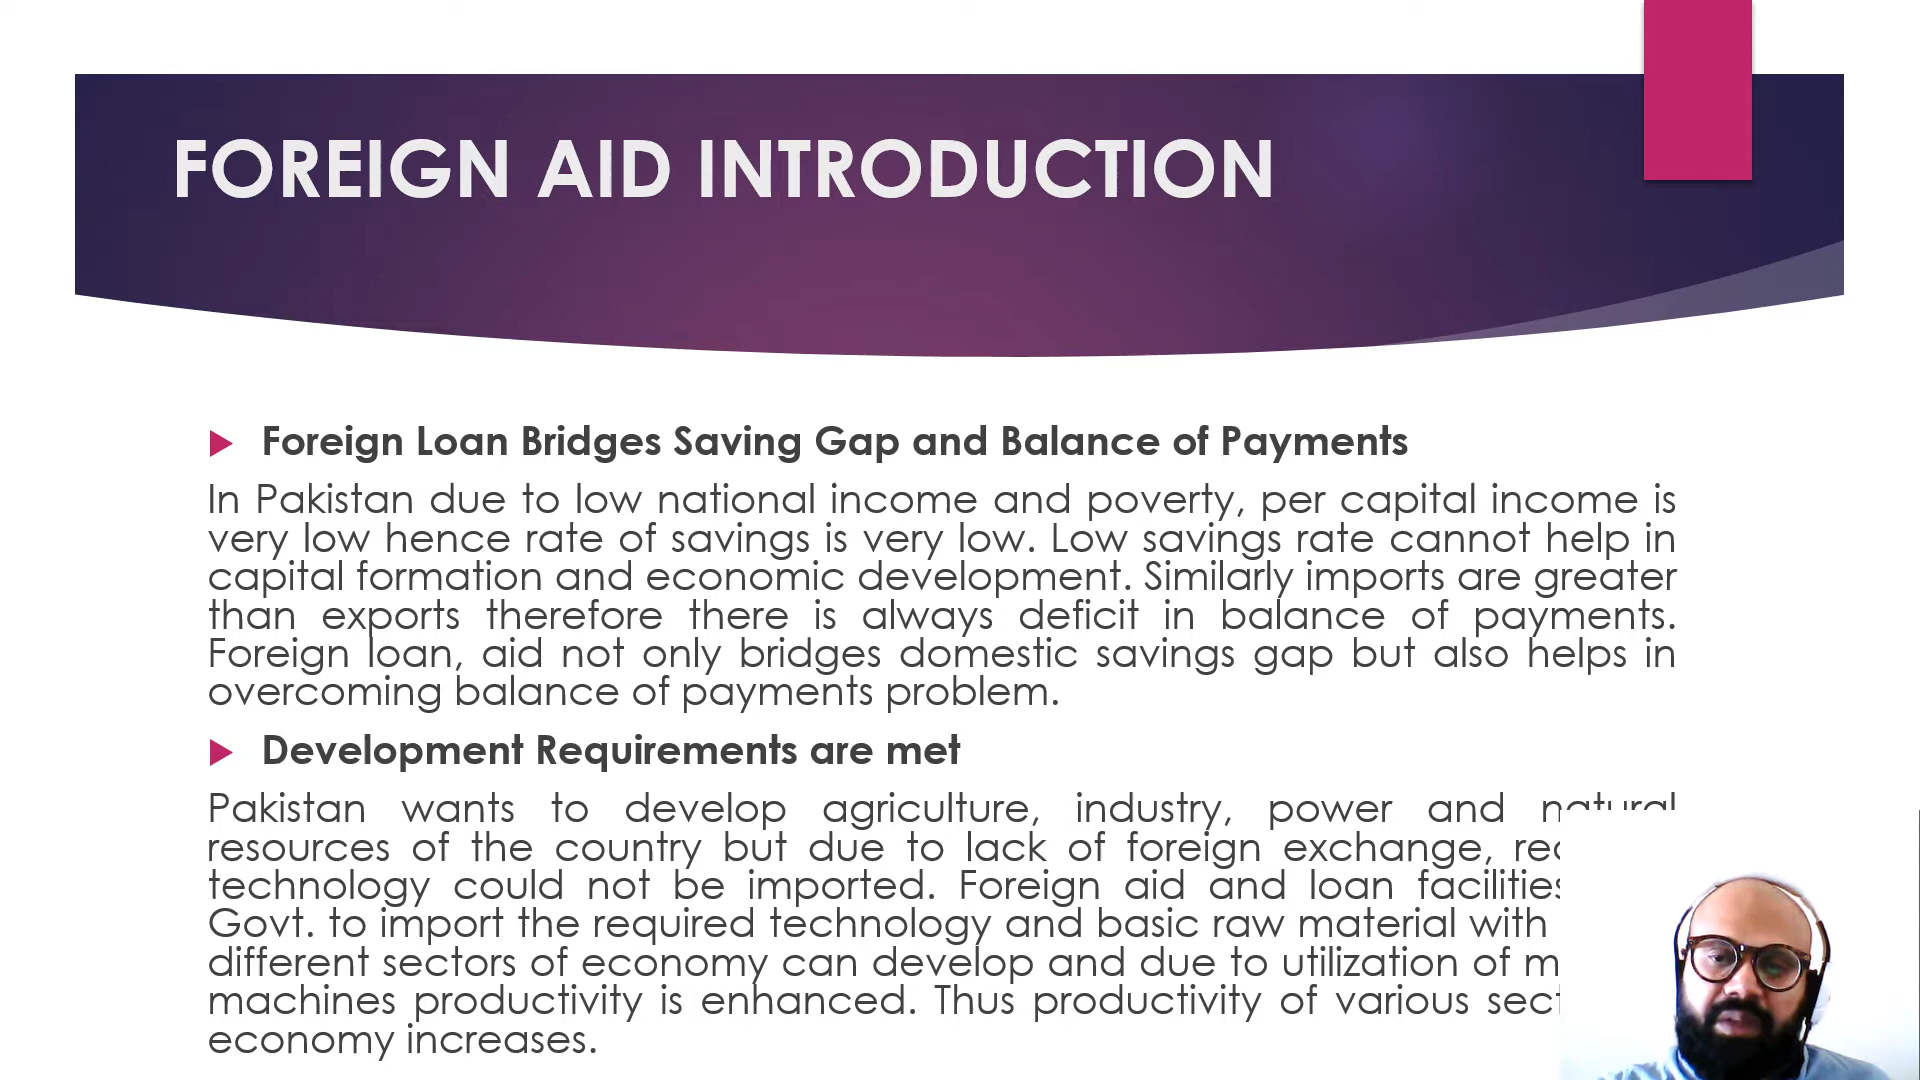 FOREIGN AID INTRODUCTION
Foreign Loan Bridges Saving Gap and Balance of Payments
In Pakistan due to low national income and poverty, per capital income is
very low hence rate of savings is very low. Low savings rate cannot help in
capital formation and economic development. Similarly imports are greater
than exports therefore there is always deficit in balance of payments.
Foreign loan, aid not only bridges domestic savings gap but also helps in
overcoming balance of payments problem.
Development Requirements are met
Pakistan wants to develop agriculture, industry, power and natural
resources of the country but due to lack of foreign exchange,
technology could not be imported. Foreign aid and loan facilities
Govt. to import the required technology and basic raw material with
different sectors of economy can develop and due to utilization of
machines productivity is enhanced. Thus productivity of various
economy increases.